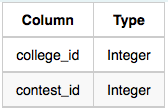 Column Type
college_id Integer
contest_id Integer